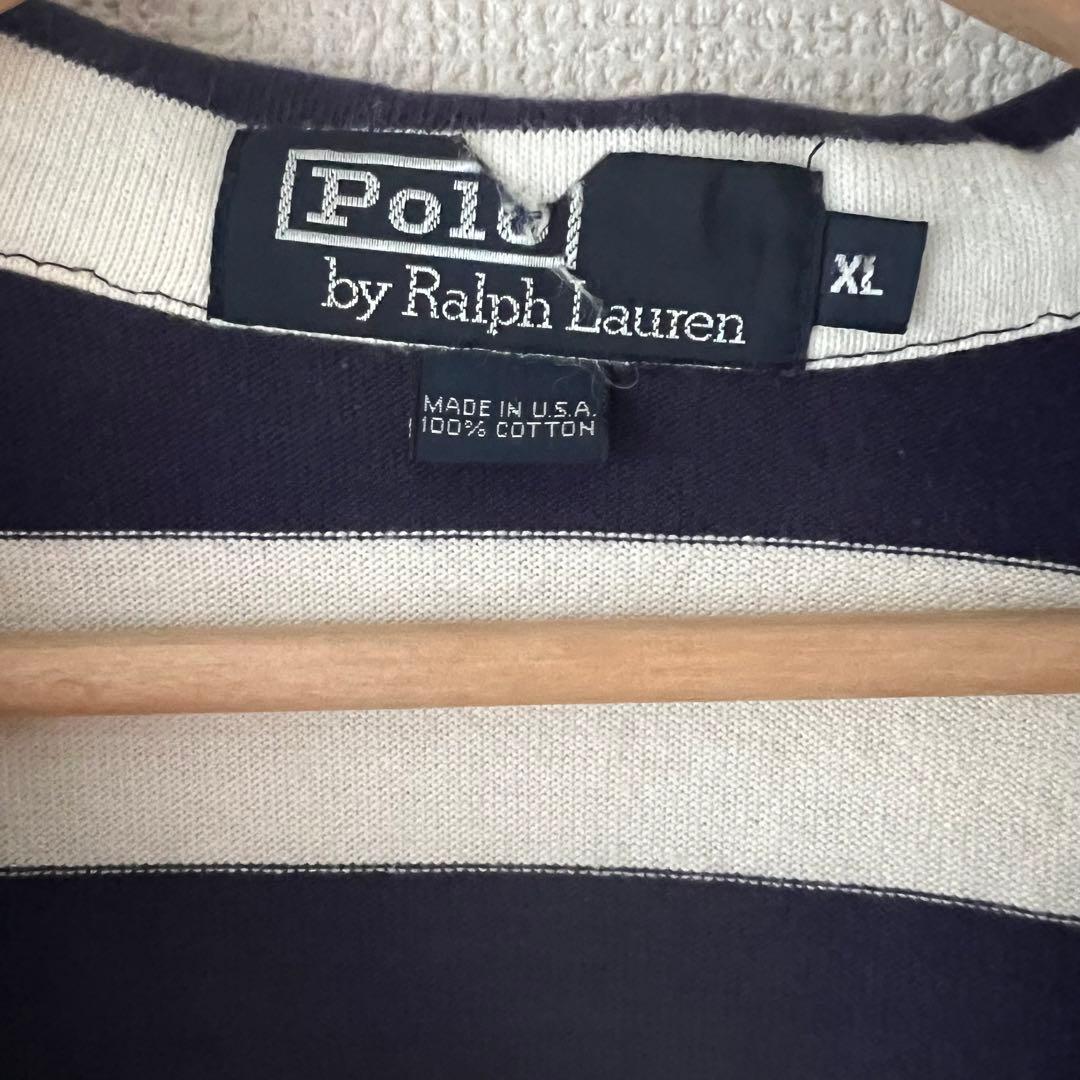 Polo
by Ralph Lauren
XL
MADE IN U.S.A.
100% COTTON